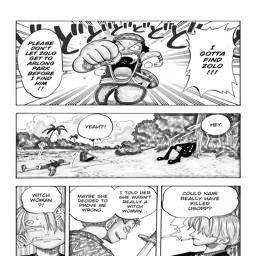 I
GOTTA
FIND
ZOLO
!!!
PLEASE
DON'T
LET ZOLO
GET TO
ARLONG
PARK
BEFORE
I FIND
HIM
!!
HEY.
YEAH?!
COULD NAMI
REALLY HAVE
KILLED
USOPP?!
I TOLD HER
SHE WASN'T
REALLY A
WITCH
WOMAN...
MAYBE SHE
DECIDED
TO PROVE
ME WRONG.
WITCH
WOMAN
?!